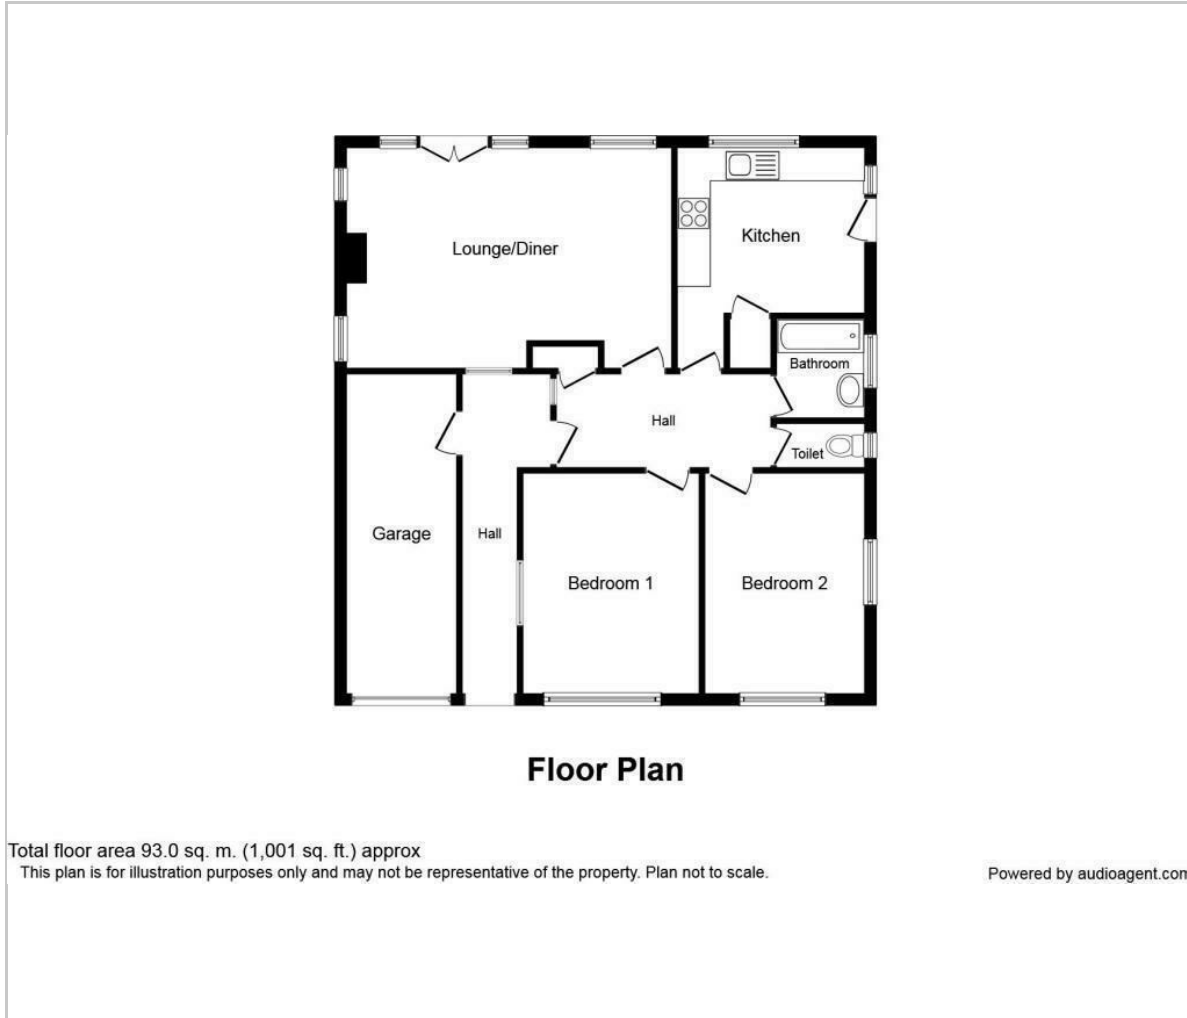 Lounge/Diner
Kitchen
Bathroom
Hall
Toilet
Garage
Hall
Bedroom 1
Bedroom 2
Floor Plan
Total floor area 93.0 sq. m. (1,001 sq. ft.) approx
This plan is for illustration purposes only and may not be representative of the property. Plan not to scale.
Powered by audioagent.com